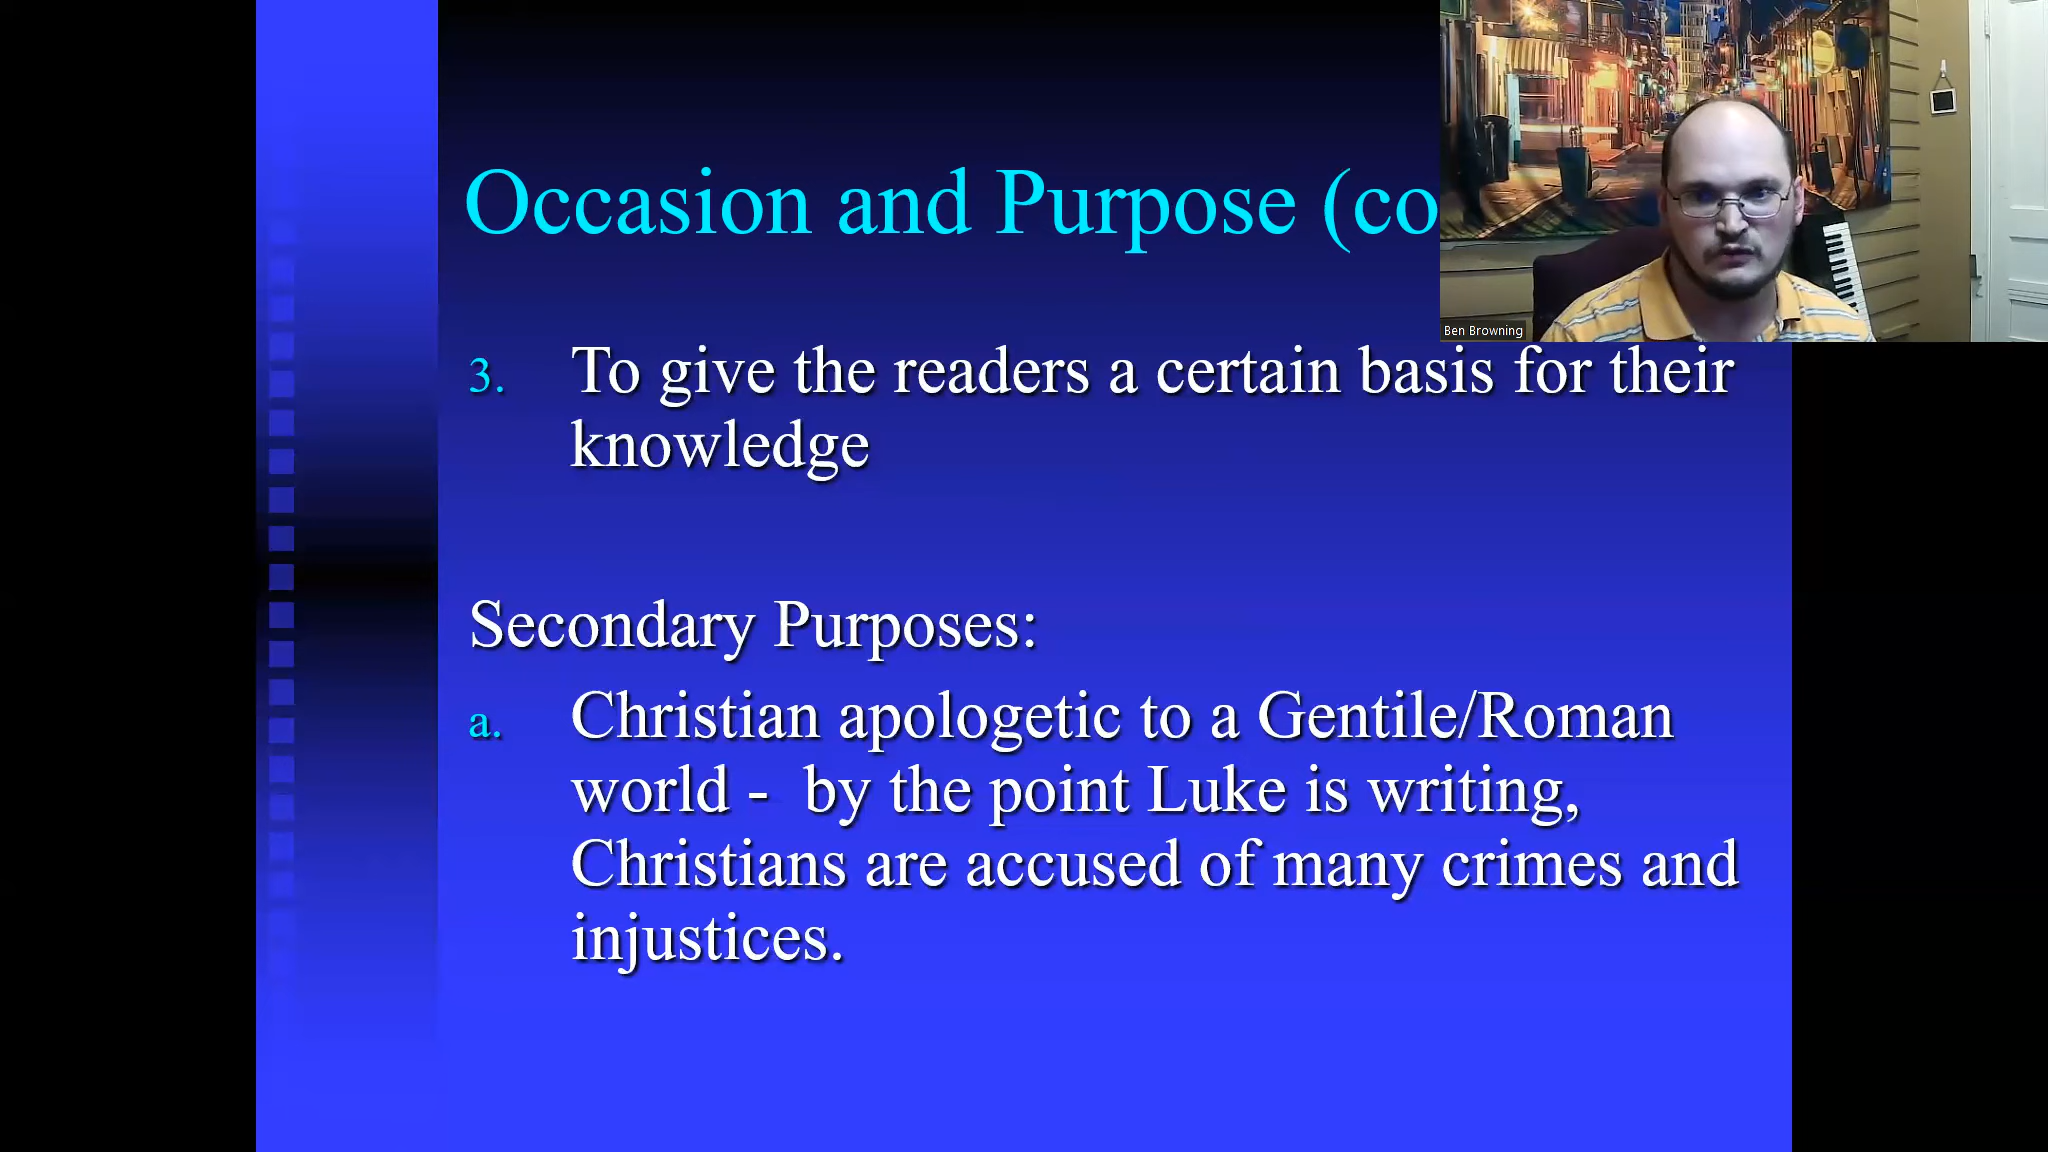 Occasion and Purpose (co
Ben Browning
3. To give the readers a certain basis for their
knowledge
Secondary Purposes:
a. Christian apologetic to a Gentile/Roman
world - by the point Luke is writing,
Christians are accused of many crimes and
injustices.